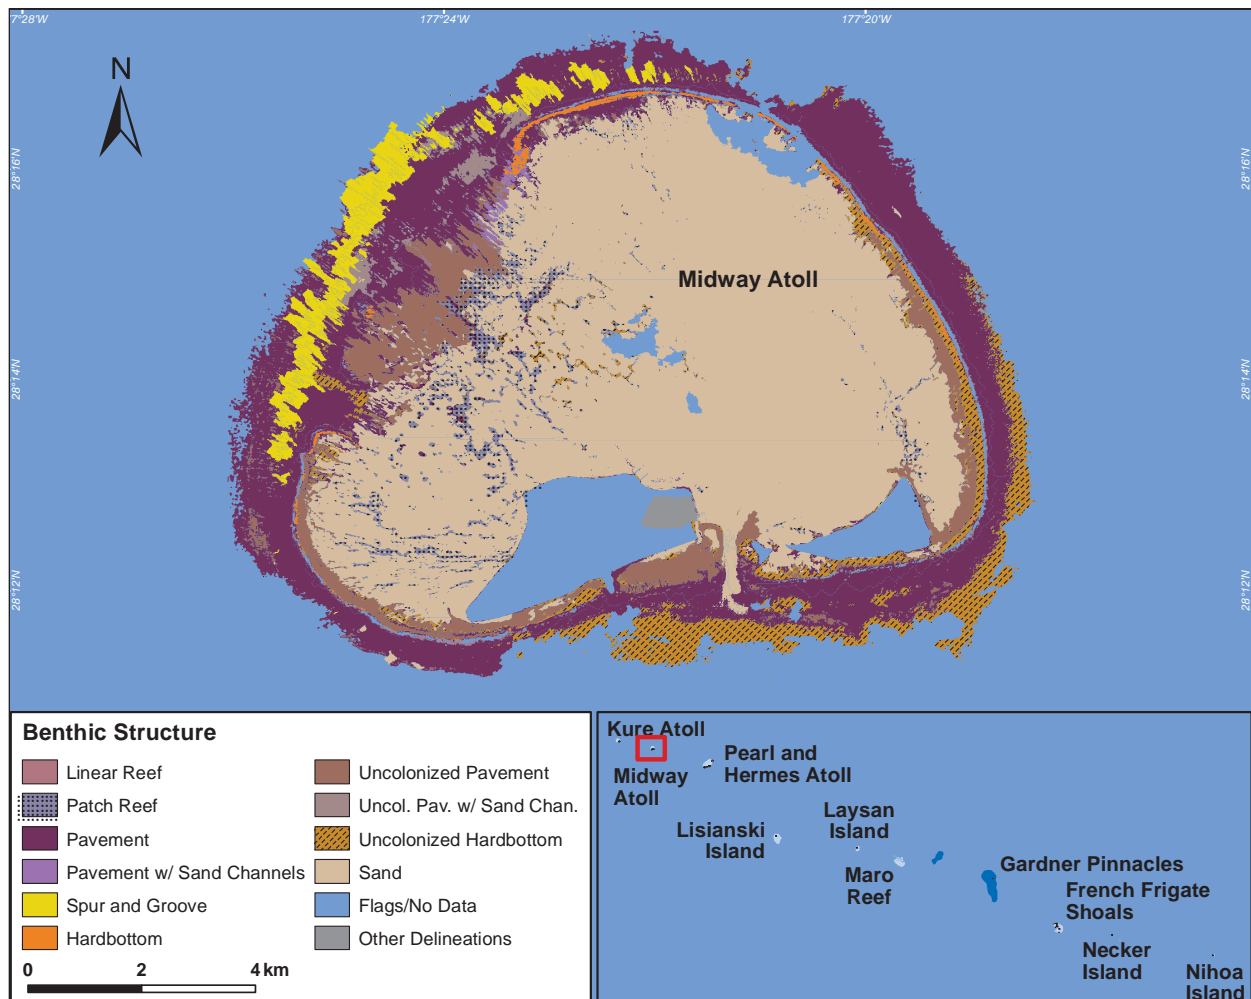 7°28'W
177°24'W
177°20'W
N
28°16'N
28°16'N
Midway Atoll
28°14'N
28°14'N
28°12'N
28°12'N
Benthic Structure
Linear Reef
Patch Reef
Pavement
Pavement w/ Sand Channels
Spur and Groove
Hardbottom
Uncolonized Pavement
Uncol. Pav. w/ Sand Chan.
Uncolonized Hardbottom
Sand
Flags/No Data
Other Delineations
0 2 4 km
Kure Atoll
Midway
Atoll
Pearl and
Hermes Atoll
Lisianski
Island
Laysan
Island
Maro
Reef
Gardner Pinnacles
French Frigate
Shoals
Necker
Island
Nihoa
Island